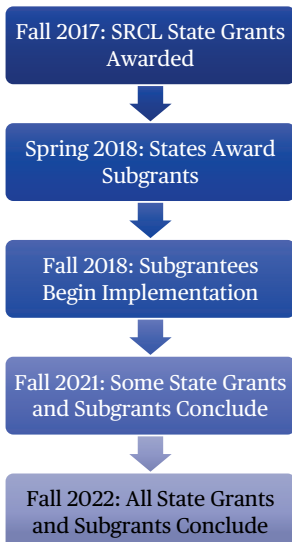 Fall 2017: SRCL State Grants
Awarded
Spring 2018: States Award
Subgrants
Fall 2018: Subgrantees
Begin Implementation
Fall 2021: Some State Grants
and Subgrants Conclude
Fall 2022: All State Grants
and Subgrants Conclude